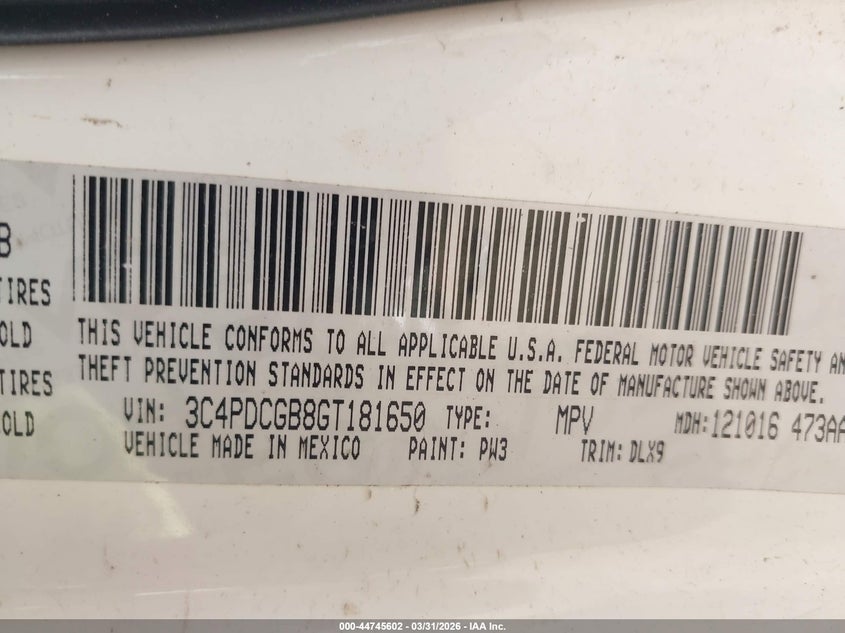 B
TIRES
OLD
TIRES
OLD
THIS VEHICLE CONFORMS TO ALL APPLICABLE U.S.A. FEDERAL MOTOR VEHICLE SAFETY AN
THEFT PREVENTION STANDARDS IN EFFECT ON THE DATE OF MANUFACTURE SHOWN ABOVE.
VIN: 3C4PDCGB8GT181650 TYPE: MPV MDH:121016 473AA
VEHICLE MADE IN MEXICO PAINT: PW3 TRIM: DLX9
000-44745602 - 03/31/2026 - IAA Inc.